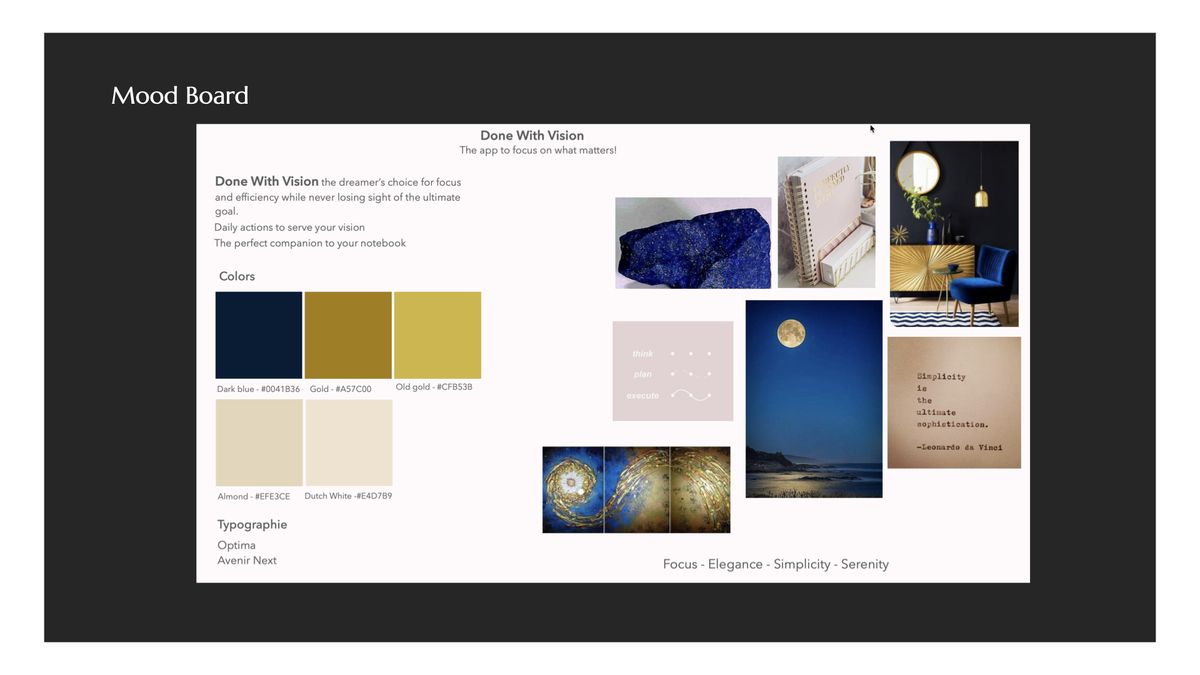 Mood Board
Done With Vision
The app to focus on what matters!
Done With Vision the dreamer's choice for focus
and efficiency while never losing sight of the ultimate
goal.
Daily actions to serve your vision
The perfect companion to your notebook
Colors
Dark blue - #0041B36
Gold - #A57C00
Old gold - #CFB53B
Almond - #EFE3CE
Dutch White -#E4D7B9
Typographie
Optima
Avenir Next
think
plan
execute
Simplicity
is
the
ultimate
sophistication.
—Leonardo da Vinci
Focus - Elegance - Simplicity - Serenity